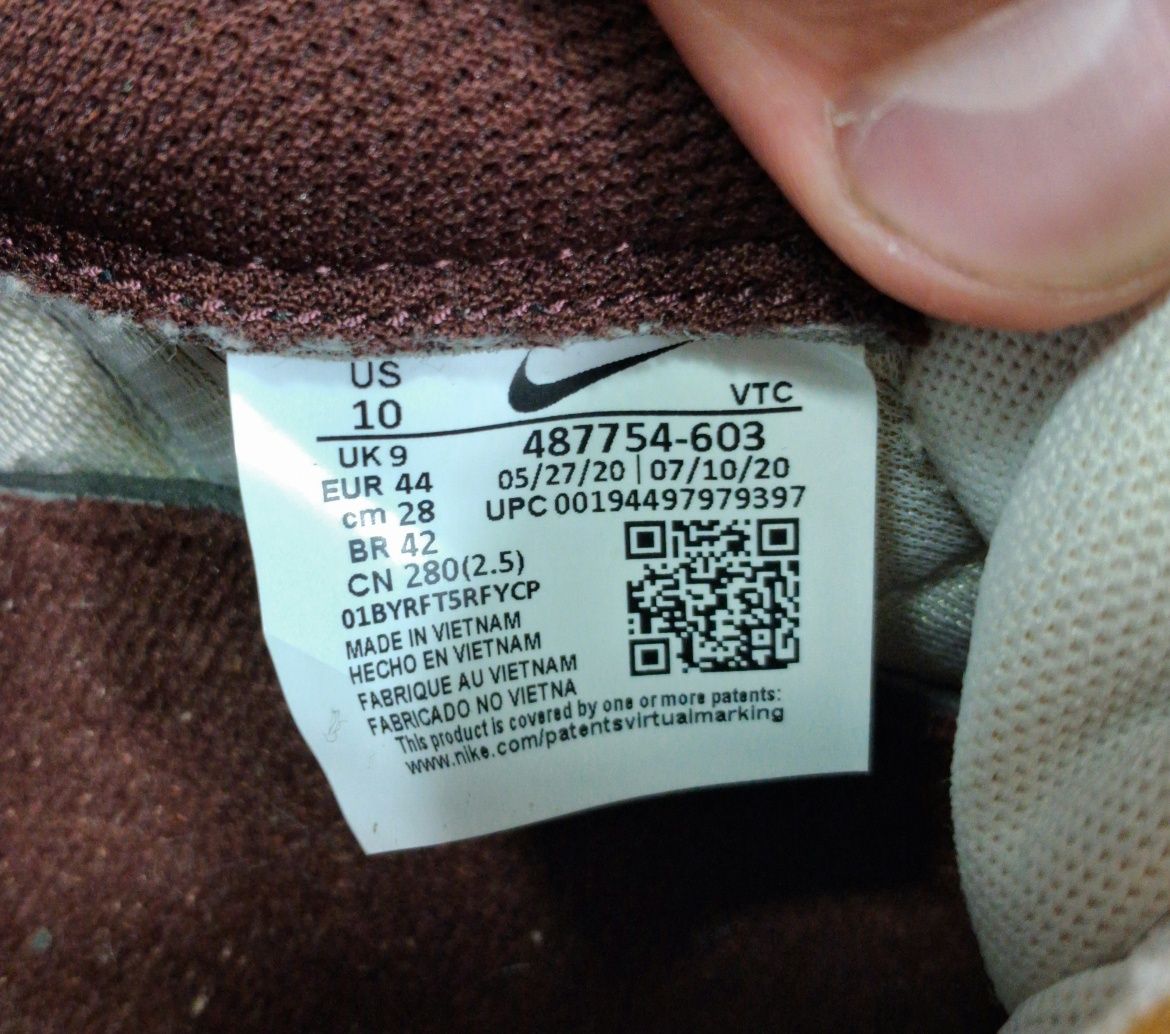 US
10
VTC
UK 9
EUR 44
cm 28
BR 42
CN 280(2.5)
487754-603
05/27/20 | 07/10/20
UPC 00194497979397
01BYRFT5RFYCP
MADE IN VIETNAM
HECHO EN VIETNAM
FABRIQUE AU VIETNAM
FABRICADO NO VIETNA
This product is covered by one or more patents:
www.nike.com/patentsvirtualmarking